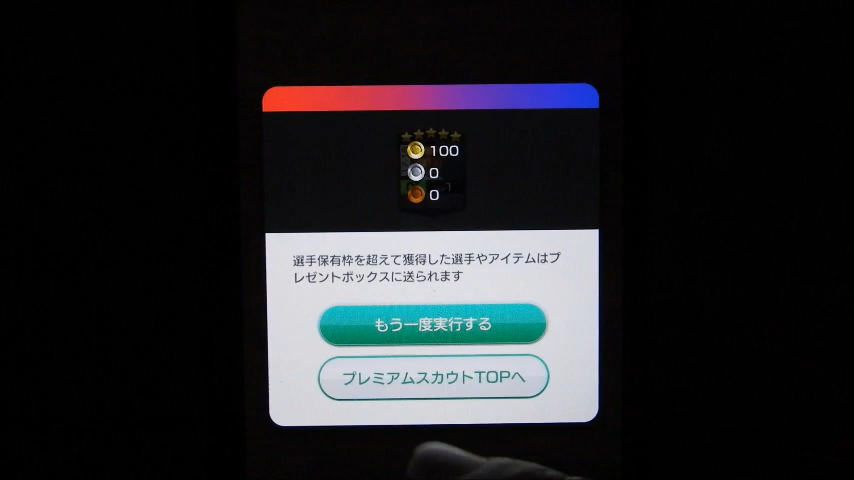 100
0
0
選手保有枠を超えて獲得した選手やアイテムはプ
レゼントボックスに送られます
もう一度実行する
プレミアムスカウトTOPへ